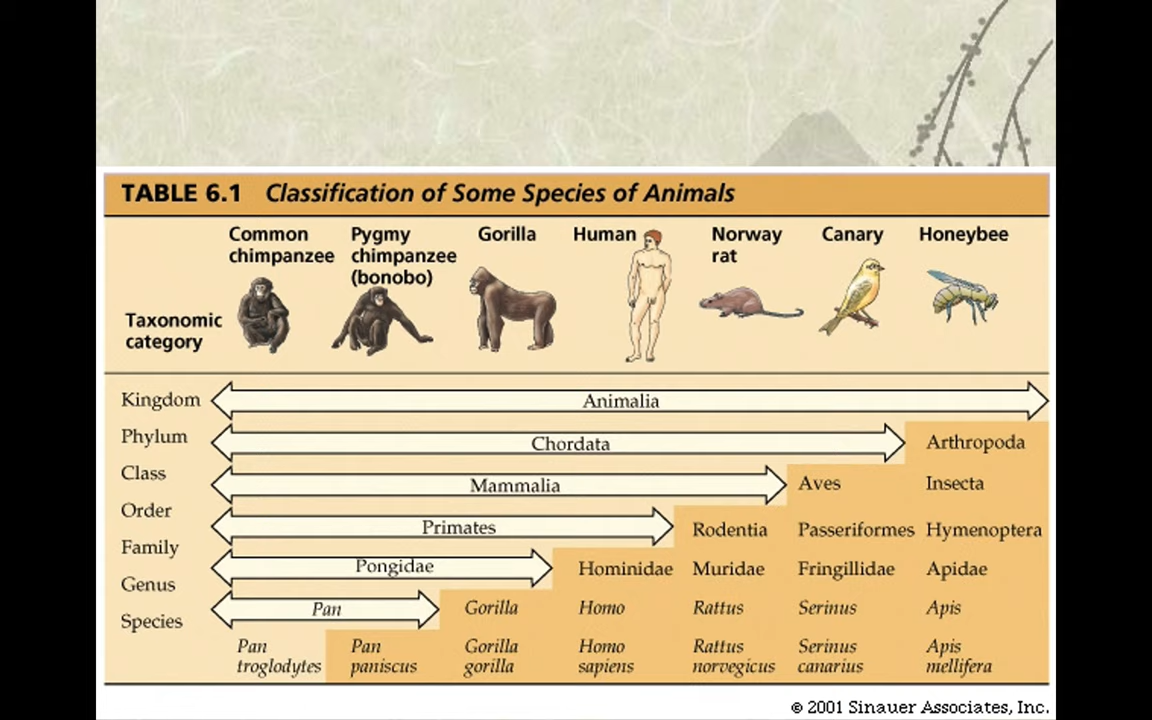 TABLE 6.1 Classification of Some Species of Animals
Common chimpanzee
Pygmy chimpanzee (bonobo)
Gorilla
Human
Norway rat
Canary
Honeybee
Taxonomic category
Kingdom Animalia
Phylum Chordata Arthropoda
Class Mammalia Aves Insecta
Order Primates Rodentia Passeriformes Hymenoptera
Family Pongidae Hominidae Muridae Fringillidae Apidae
Genus Pan Gorilla Homo Rattus Serinus Apis
Species Pan troglodytes Pan paniscus Gorilla gorilla Homo sapiens Rattus norvegicus Serinus canarius Apis mellifera
© 2001 Sinauer Associates, Inc.